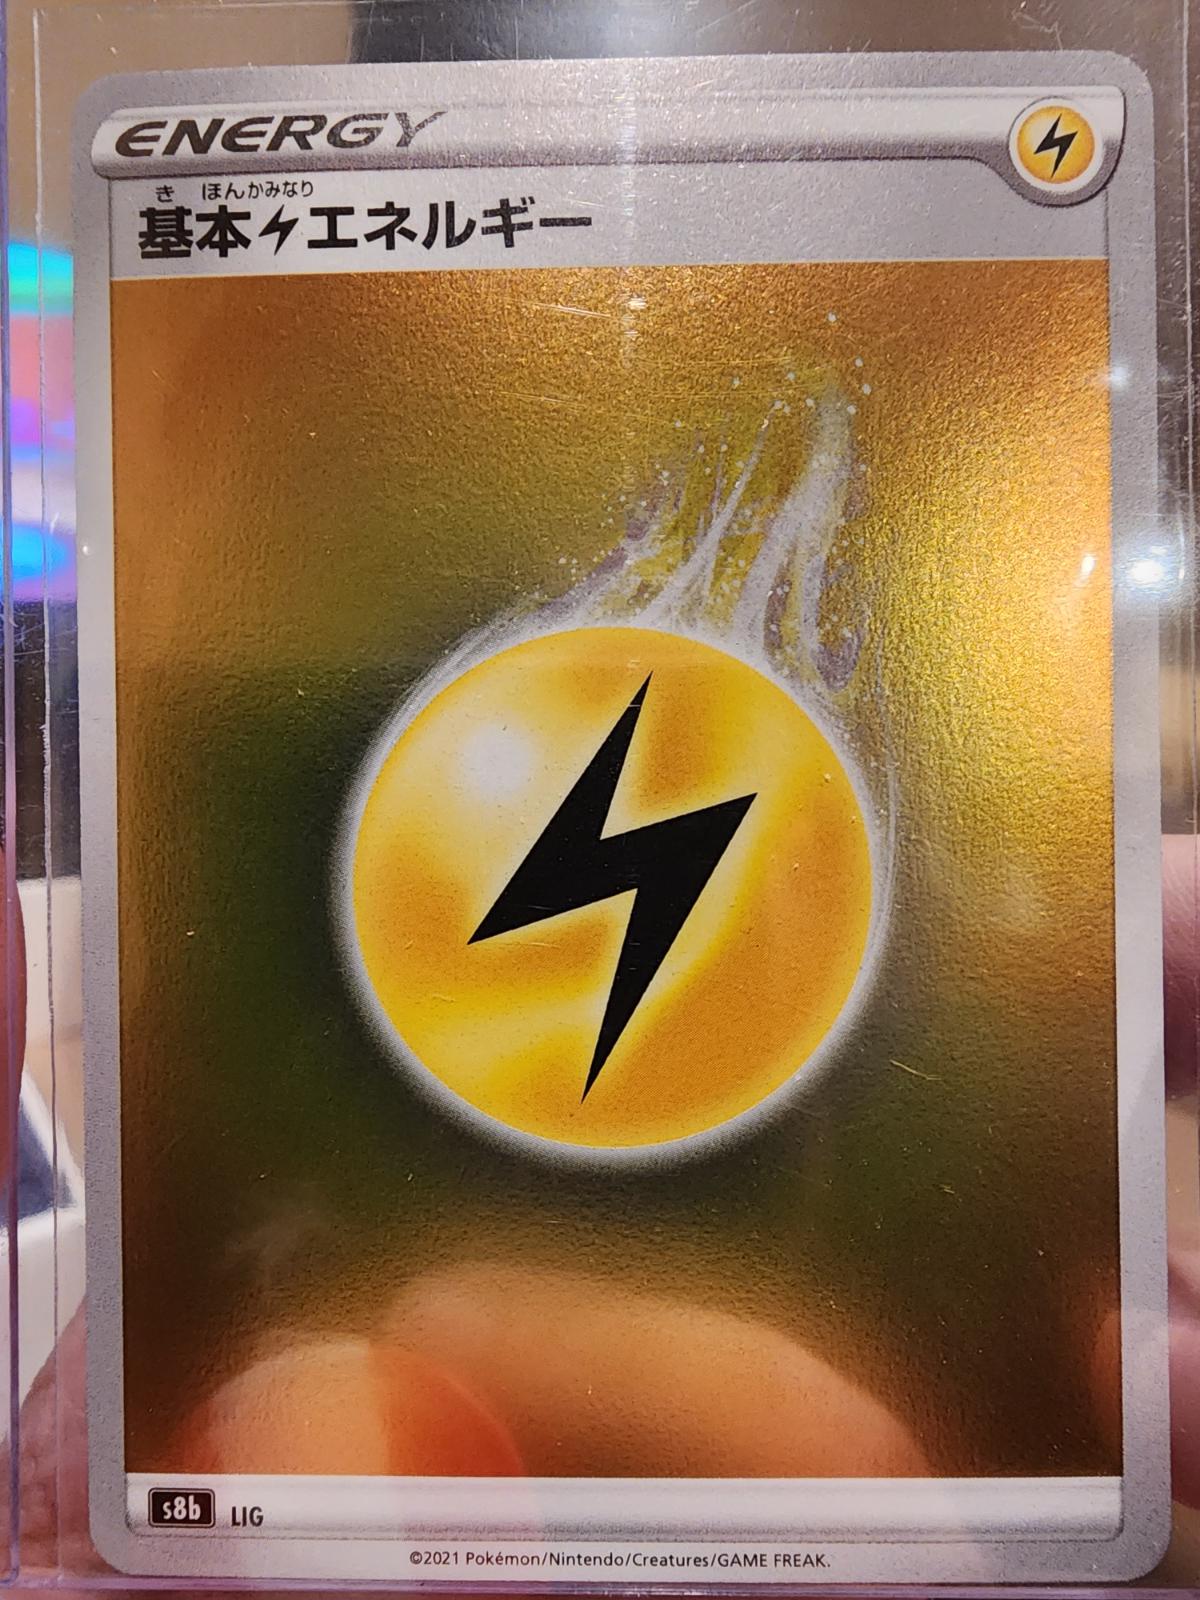 ENERGY
き ほんかみなり
基本エネルギー
s8b LIG
©2021 Pokémon/Nintendo/Creatures/GAME FREAK.